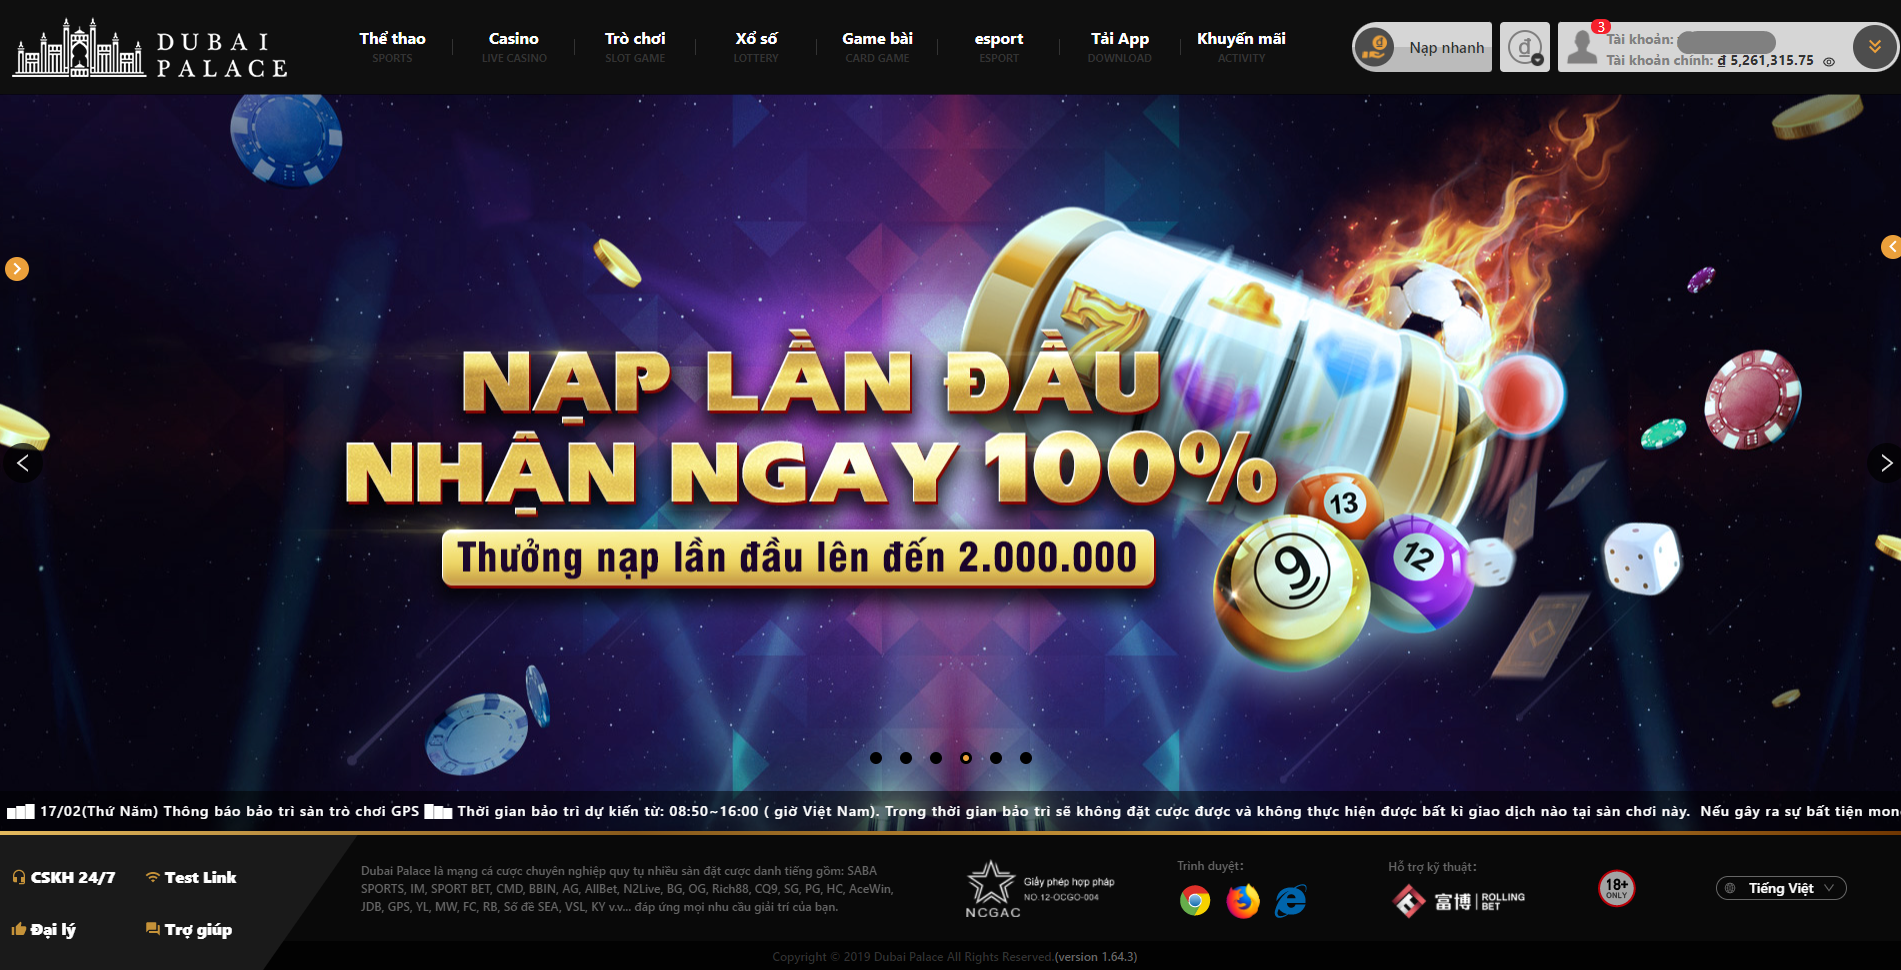 DUBAI
PALACE
Thể thao
SPORTS
Casino
LIVE CASINO
Trò chơi
SLOT GAME
Xổ số
LOTTERY
Game bài
CARD GAME
esport
ESPORT
Tải App
DOWNLOAD
Khuyến mãi
ACTIVITY
Nạp nhanh
3
Tài khoản:
Tài khoản chính: ₫ 5,261,315.75
7
NẠP LẦN ĐẦU
NHẬN NGAY 100%
Thưởng nạp lần đầu lên đến 2.000.000
13
12
9
17/02(Thứ Năm) Thông báo bảo trì sàn trò chơi GPS
Thời gian bảo trì dự kiến từ: 08:50~16:00 ( giờ Việt Nam). Trong thời gian bảo trì sẽ không đặt cược được và không thực hiện được bất kì giao dịch nào tại sàn chơi này. Nếu gây ra sự bất tiện mon
CSKH 24/7
Test Link
Đại lý
Trợ giúp
Dubai Palace là mạng cá cược chuyên nghiệp quy tụ nhiều sàn đặt cược danh tiếng gồm: SABA
SPORTS, IM, SPORT BET, CMD, BBIN, AG, AllBet, N2Live, BG, OG, Rich88, CQ9, SG, PG, HC, AceWin,
JDB, GPS, YL, MW, FC, RB, Số đề SEA, VSL, KY v.v... đáp ứng mọi nhu cầu giải trí của bạn.
NCGAC
Giấy phép hợp pháp
NO.12-OCGO-004
Trình duyệt:
Hỗ trợ kỹ thuật:
富博 ROLLING
BET
18+
ONLY
Tiếng Việt
Copyright © 2019 Dubai Palace All Rights Reserved.(version 1.64.3)